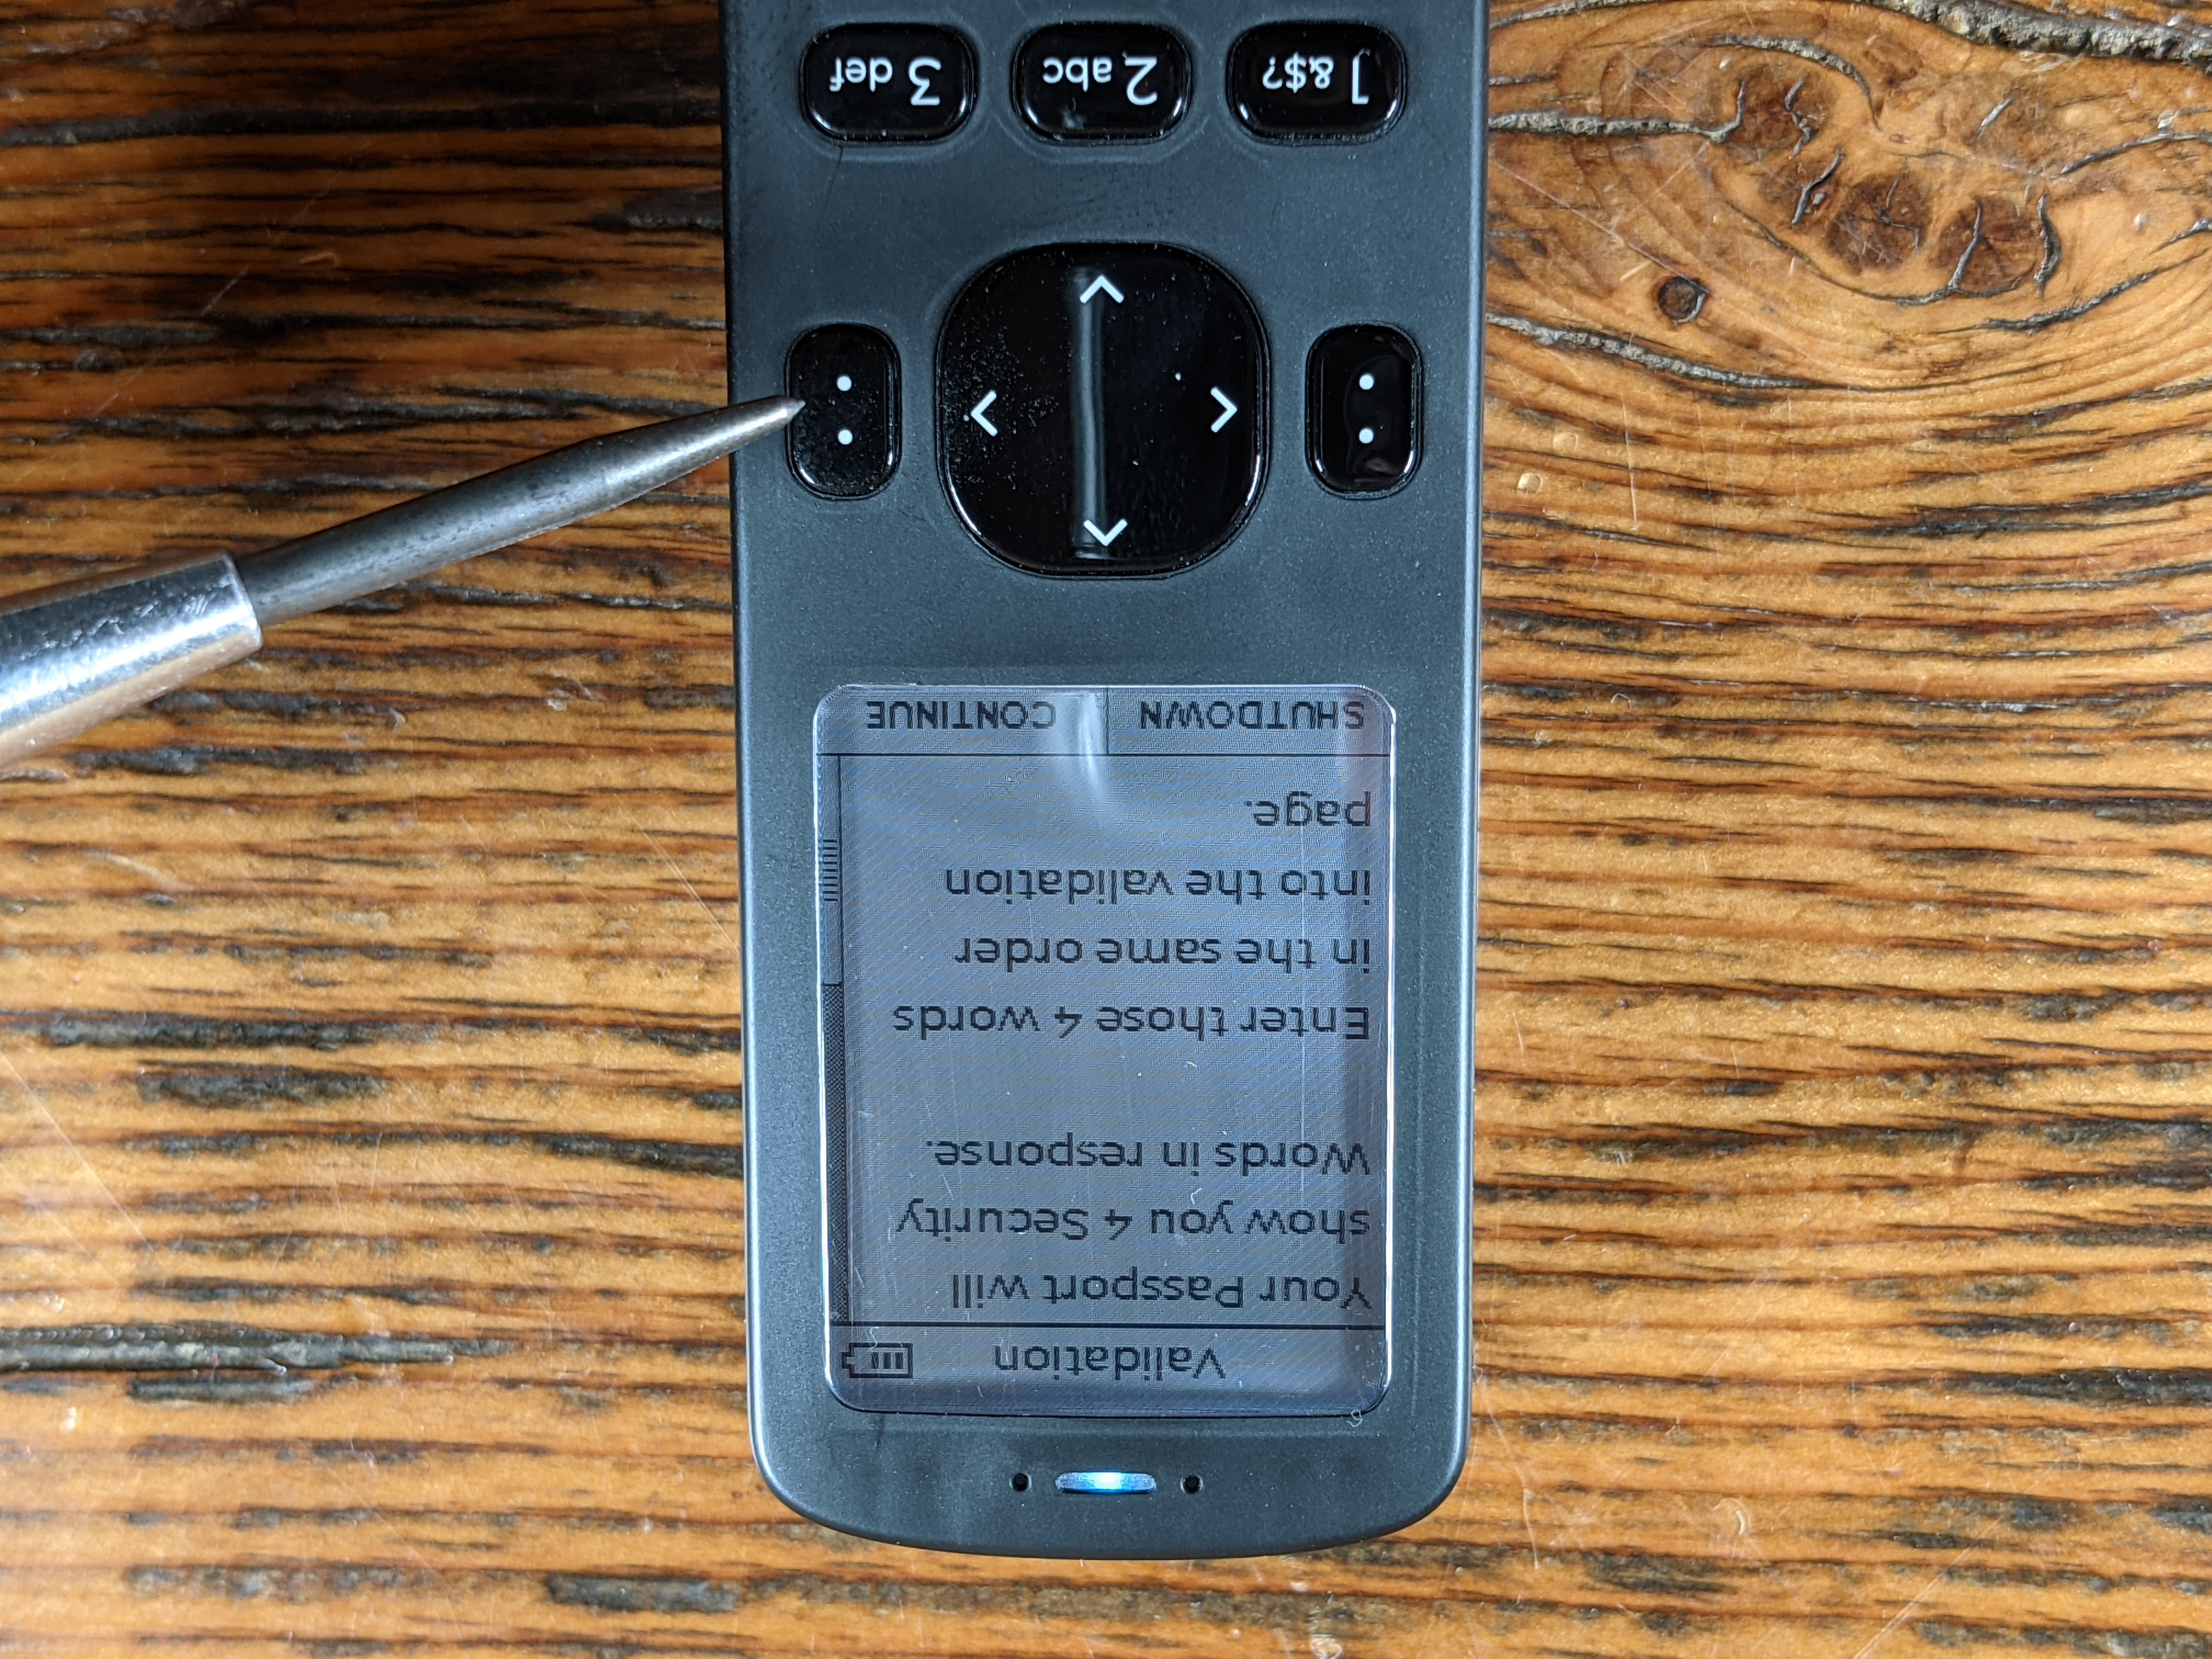 Validation
Your Passport will
show you 4 Security
Words in response.
Enter those 4 words
in the same order
into the validation
page.
SHUTDOWN CONTINUE
1 &$? 2 abc 3 def